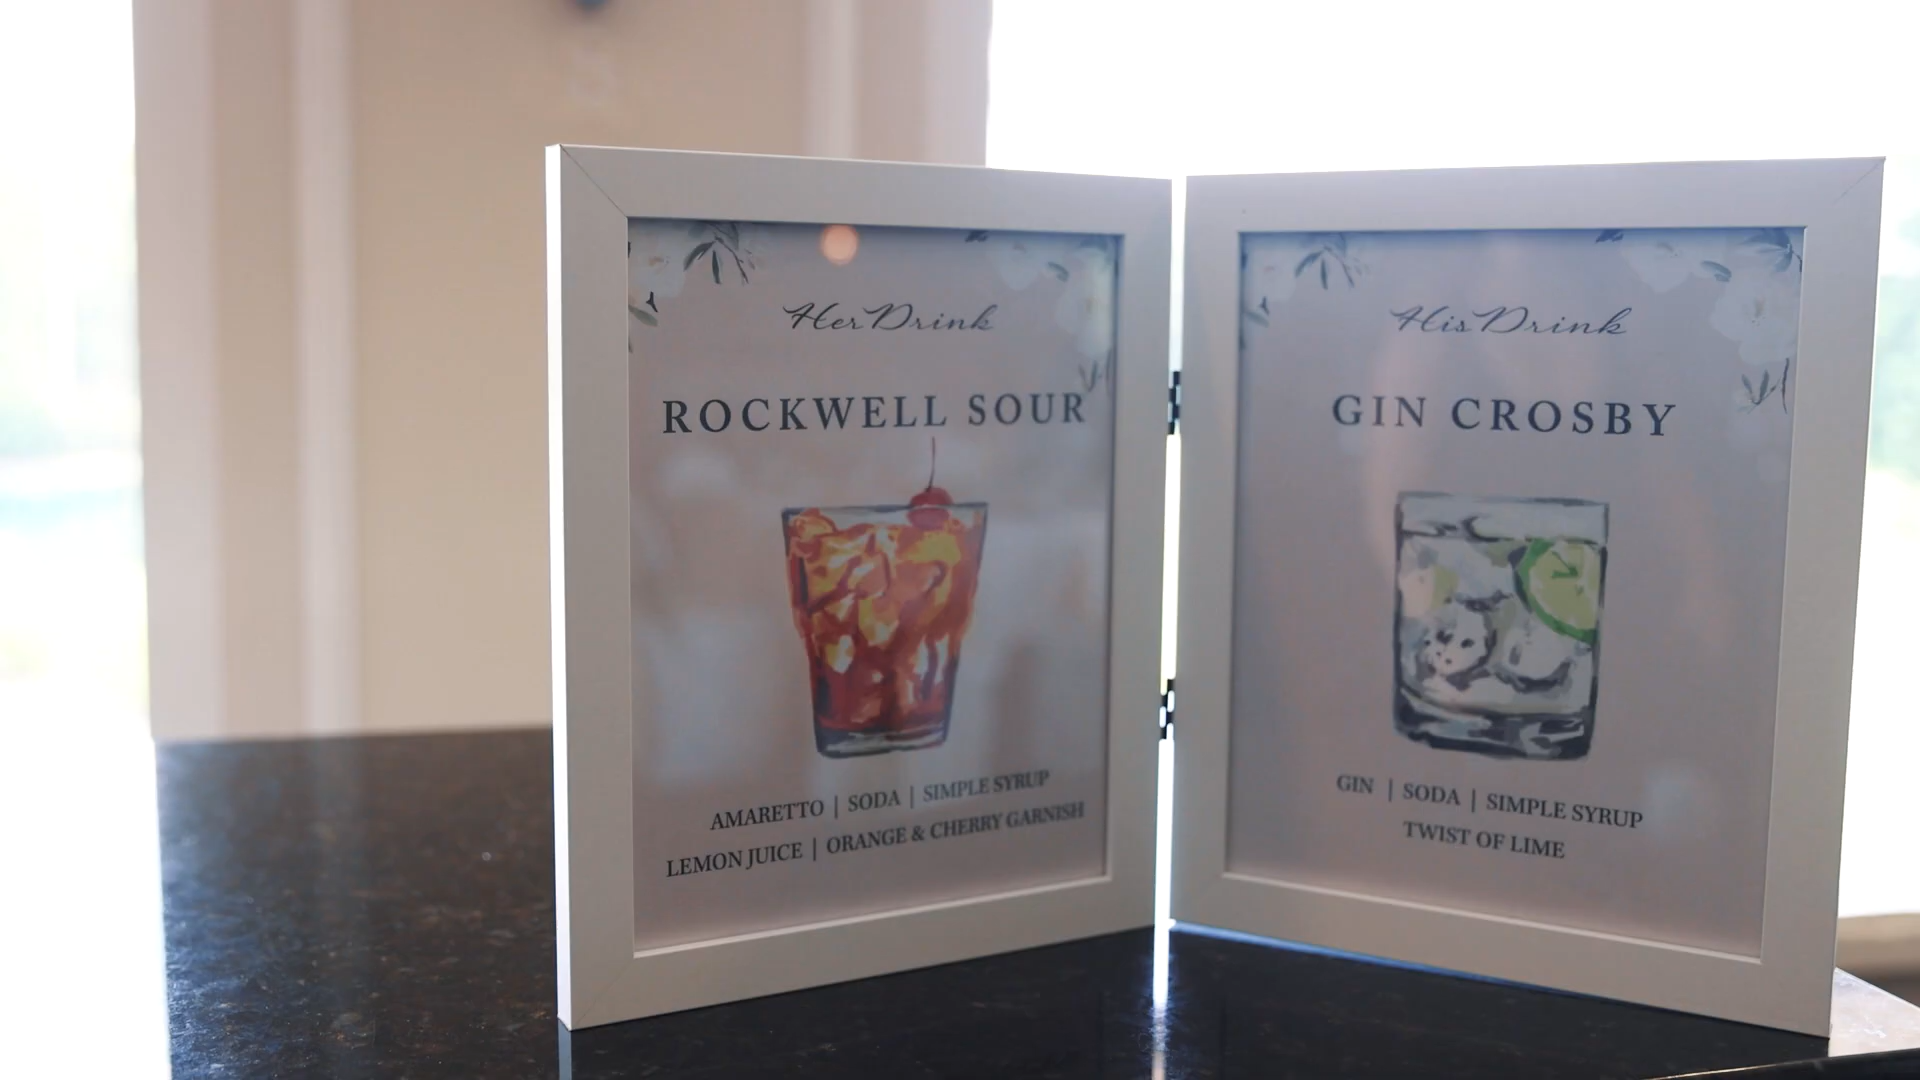 Her Drink
ROCKWELL SOUR
AMARETTO | SODA | SIMPLE SYRUP
LEMON JUICE | ORANGE & CHERRY GARNISH
His Drink
GIN CROSBY
GIN | SODA | SIMPLE SYRUP
TWIST OF LIME